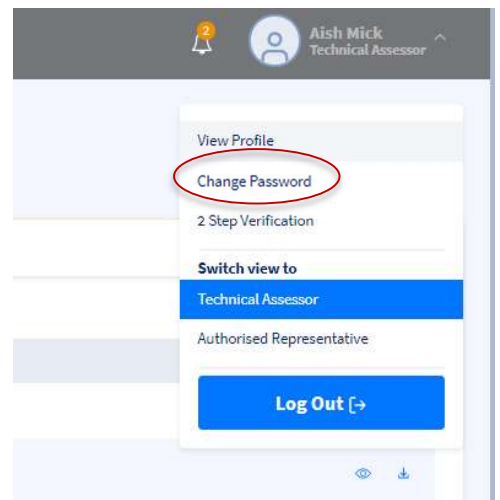 2
Aish Mick
Technical Assessor
View Profile
Change Password
2 Step Verification
Switch view to
Technical Assessor
Authorised Representative
Log Out